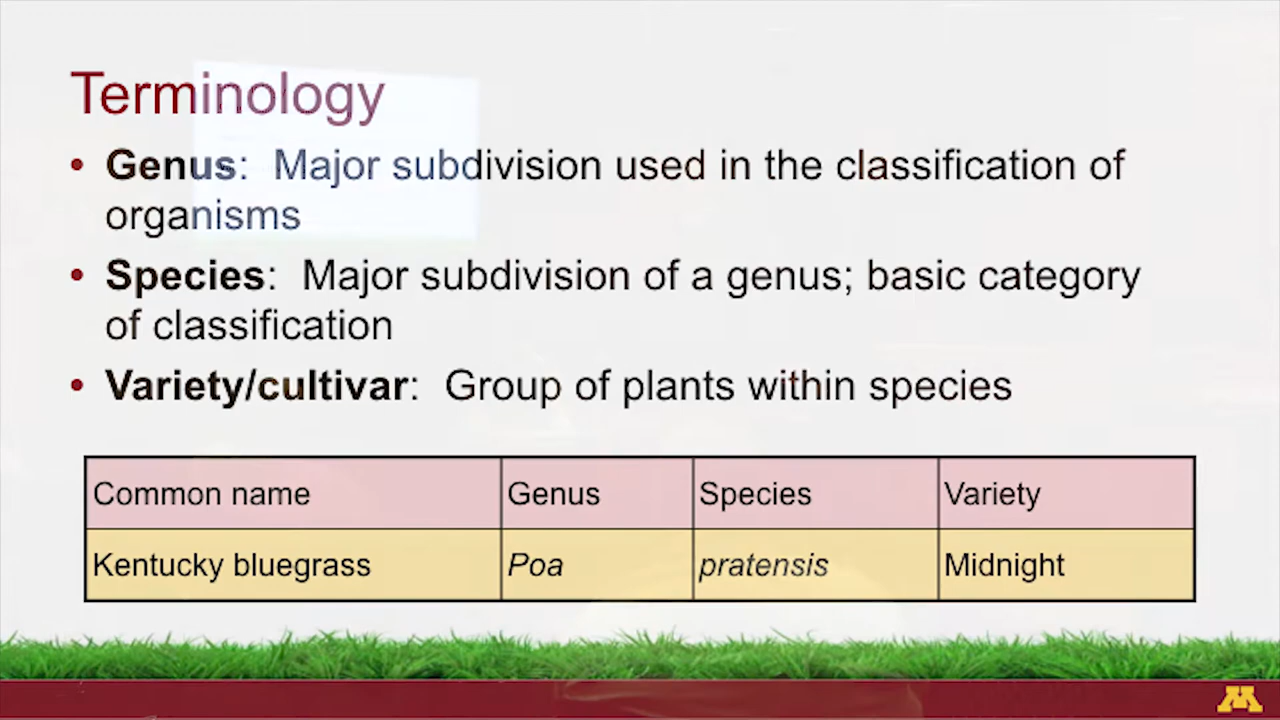 Terminology
• Genus: Major subdivision used in the classification of
organisms
• Species: Major subdivision of a genus; basic category
of classification
• Variety/cultivar: Group of plants within species
Common name Genus Species Variety
Kentucky bluegrass Poa pratensis Midnight
M